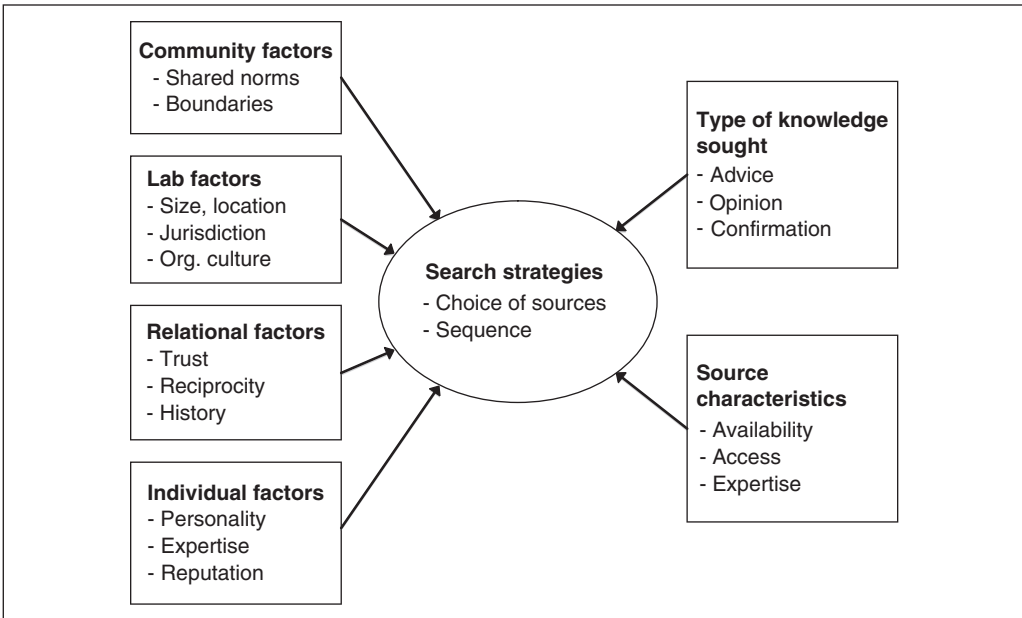 Community factors
- Shared norms
- Boundaries
Lab factors
- Size, location
- Jurisdiction
- Org. culture
Relational factors
- Trust
- Reciprocity
- History
Individual factors
- Personality
- Expertise
- Reputation
Search strategies
- Choice of sources
- Sequence
Type of knowledge
sought
- Advice
- Opinion
- Confirmation
Source
characteristics
- Availability
- Access
- Expertise